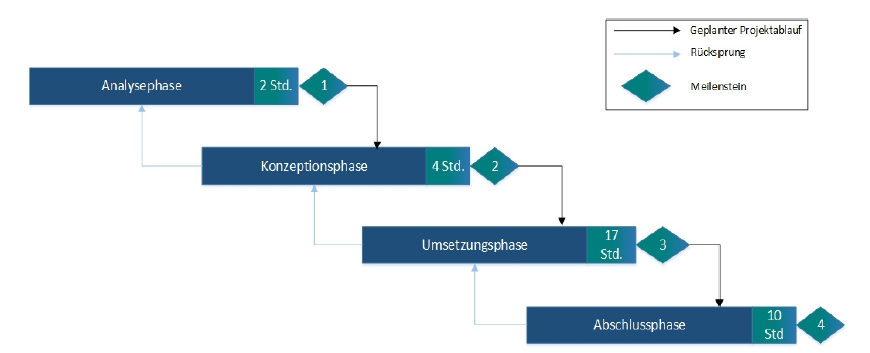 Geplanter Projektablauf
Rücksprung
Meilenstein
Analysephase
2 Std.
1
Konzeptionsphase
4 Std.
2
Umsetzungsphase
17
Std.
3
Abschlussphase
10
Std
4